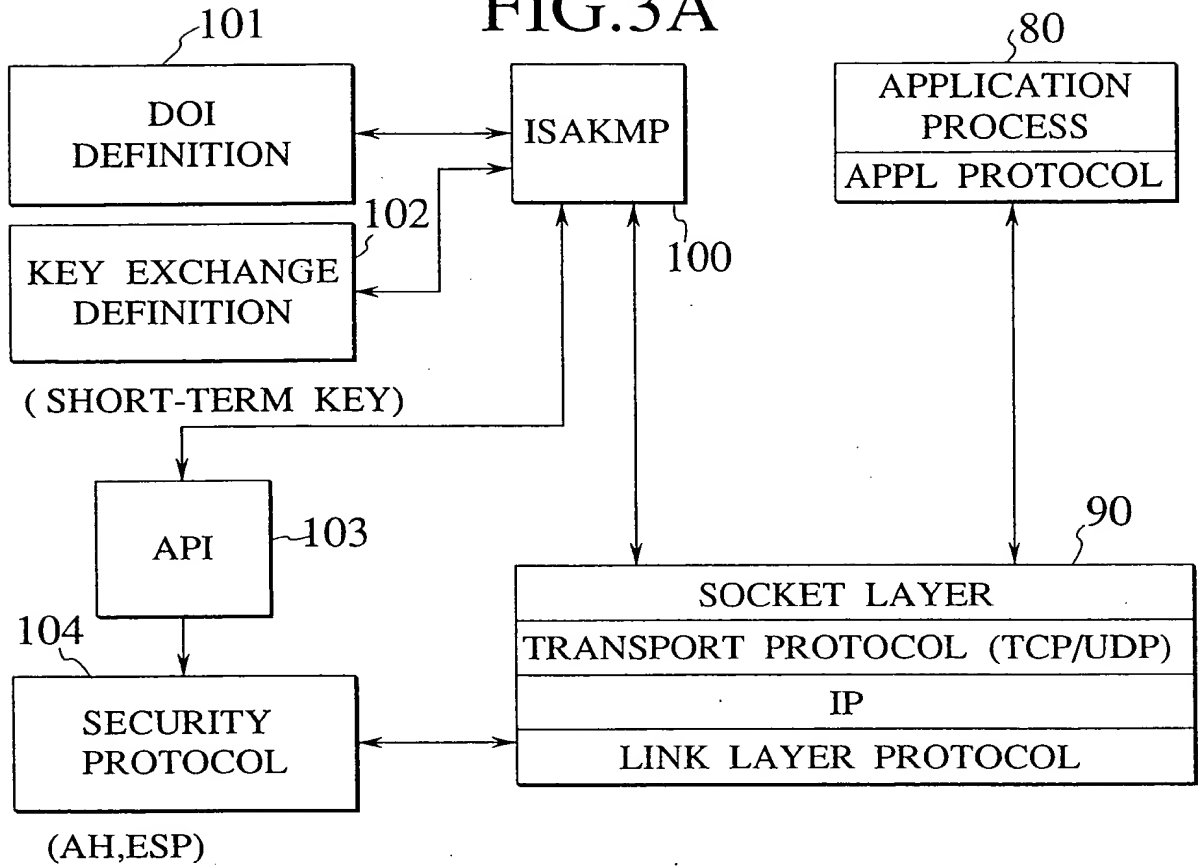 FIG.3A
101
80
DOI
DEFINITION
ISAKMP
APPLICATION
PROCESS
APPL PROTOCOL
102
100
KEY EXCHANGE
DEFINITION
( SHORT-TERM KEY)
API
103
90
SOCKET LAYER
TRANSPORT PROTOCOL (TCP/UDP)
IP
LINK LAYER PROTOCOL
104
SECURITY
PROTOCOL
(AH,ESP)